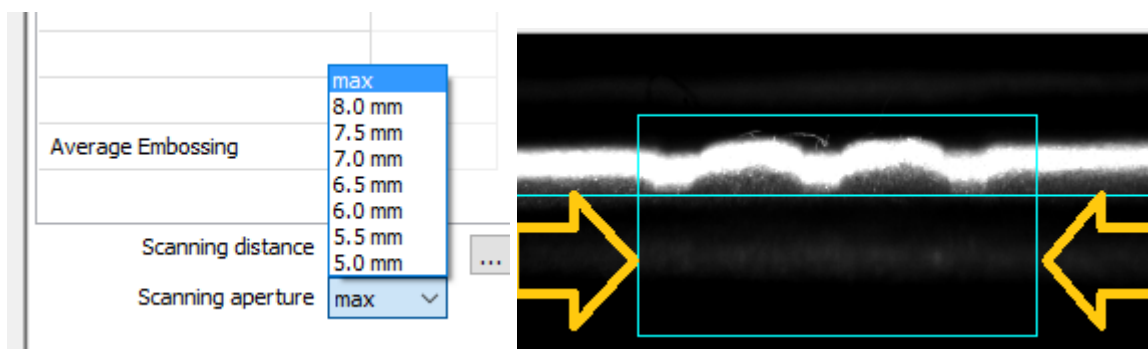 max
8.0 mm
7.5 mm
Average Embossing
7.0 mm
6.5 mm
6.0 mm
5.5 mm
Scanning distance
...
5.0 mm
Scanning aperture
max